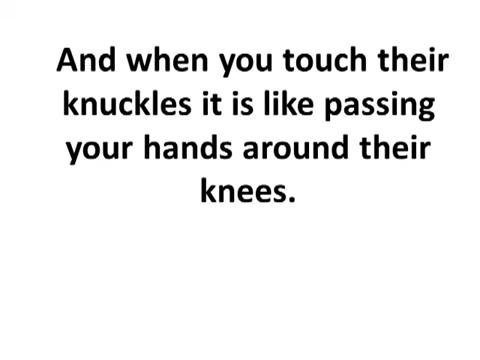 And when you touch their
knuckles it is like passing
your hands around their
knees.